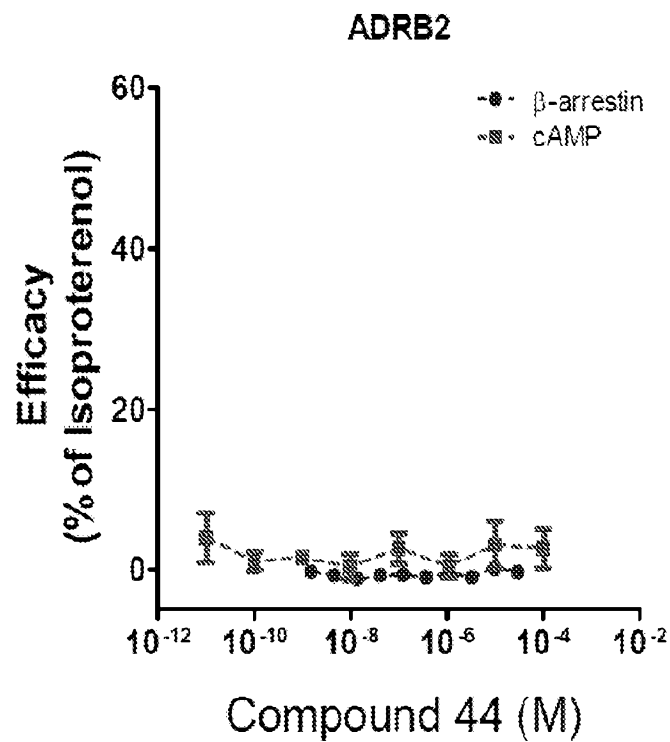 ADRB2
β-arrestin
cAMP
Efficacy
(% of Isoproterenol)
60
40
20
0
10⁻¹² 10⁻¹⁰ 10⁻⁸ 10⁻⁶ 10⁻⁴ 10⁻²
Compound 44 (M)